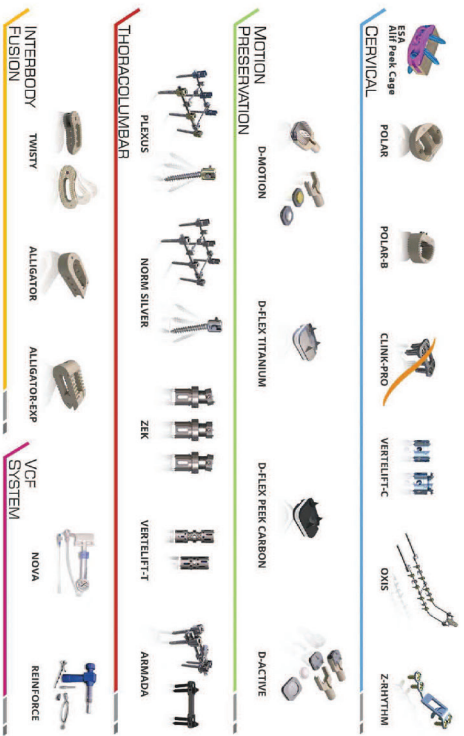 CERVICAL
ESA
Alif Peek Cage
POLAR
POLAR-B
CLINK-PRO
VERTELIFT-C
OXIS
Z-RHYTHM
MOTION
PRESERVATION
D-MOTION
D-FLEX TITANIUM
D-FLEX PEEK CARBON
D-ACTIVE
THORACOLUMBAR
PLEXUS
NORM SILVER
ZEK
VERTELIFT-T
ARMADA
INTERBODY
FUSION
TWISTY
ALLIGATOR
ALLIGATOR-EXP
VCF
SYSTEM
NOVA
REINFORCE